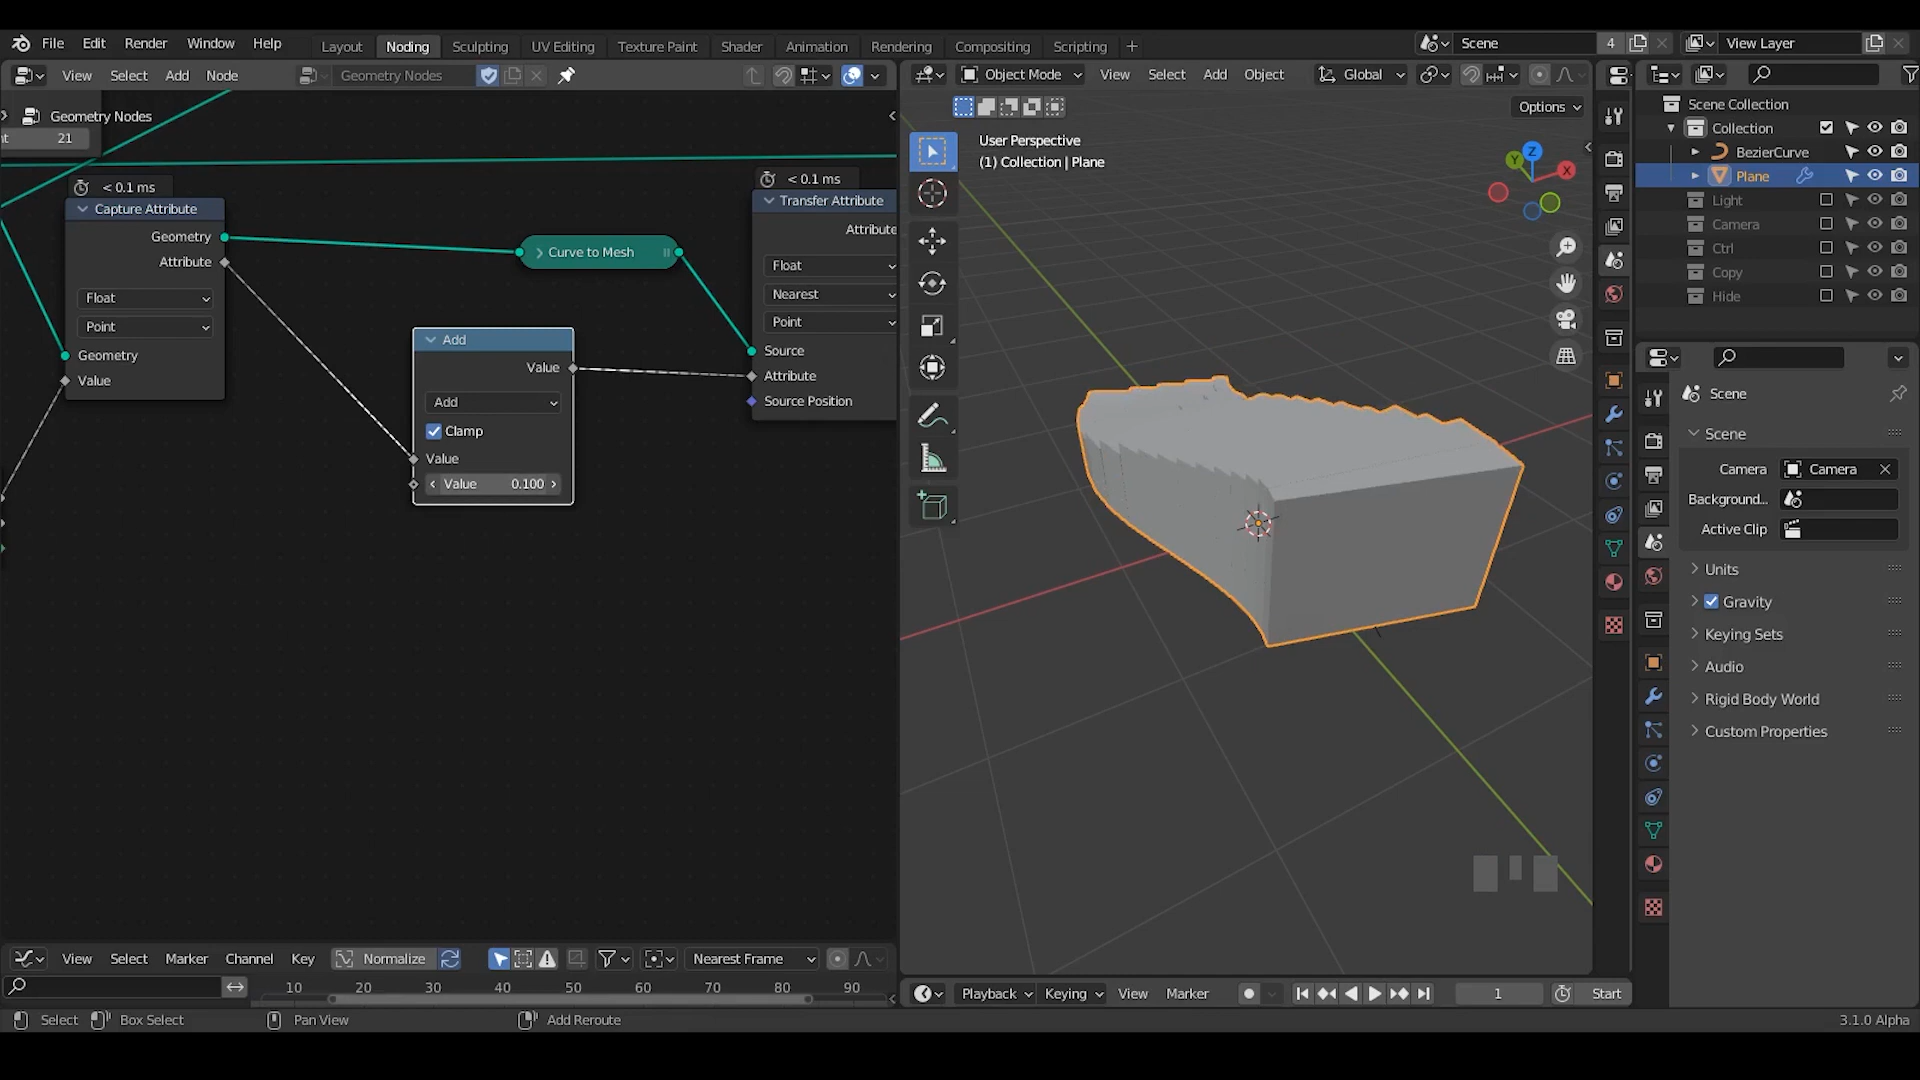 File Edit Render Window Help Layout Noding Sculpting UV Editing Texture Paint Shader Animation Rendering Compositing Scripting + Scene 4 View Layer
View Select Add Node Geometry Nodes
Object Mode View Select Add Object Global
Options
Geometry Nodes
21
< 0.1 ms
Capture Attribute
Geometry
Attribute
Float
Point
Geometry
Value
Curve to Mesh
Add
Value
Add
Clamp
Value
Value 0.100
< 0.1 ms
Transfer Attribute
Attribute
Float
Nearest
Point
Source
Attribute
Source Position
User Perspective
(1) Collection | Plane
Z
Y
X
Scene Collection
Collection
BezierCurve
Plane
Light
Camera
Ctrl
Copy
Hide
Scene
Scene
Camera Camera
Background...
Active Clip
Units
Gravity
Keying Sets
Audio
Rigid Body World
Custom Properties
View Select Marker Channel Key Normalize Nearest Frame
10 20 30 40 50 60 70 80 90
Playback Keying View Marker 1 Start
Select Box Select Pan View Add Reroute 3.1.0 Alpha